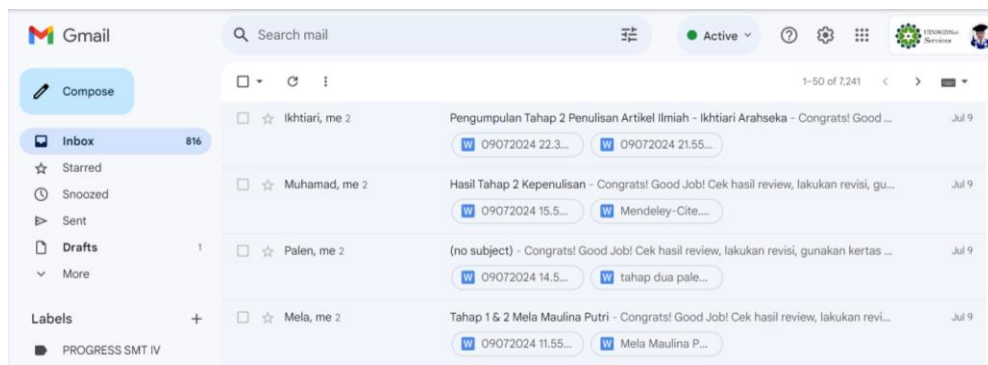 Gmail
Search mail
Active
UINSGDNet
Services
Compose
1–50 of 7,241
Inbox 816
Starred
Snoozed
Sent
Drafts 1
More
Labels
PROGRESS SMT IV
Ikhtiari, me 2 Pengumpulan Tahap 2 Penulisan Artikel Ilmiah - Ikhtiari Arahseka - Congrats! Good ... Jul 9
W 09072024 22.3... W 09072024 21.55...
Muhamad, me 2 Hasil Tahap 2 Kepenulisan - Congrats! Good Job! Cek hasil review, lakukan revisi, gu... Jul 9
W 09072024 15.5... W Mendeley-Cite....
Palen, me 2 (no subject) - Congrats! Good Job! Cek hasil review, lakukan revisi, gunakan kertas ... Jul 9
W 09072024 14.5... W tahap dua pale...
Mela, me 2 Tahap 1 & 2 Mela Maulina Putri - Congrats! Good Job! Cek hasil review, lakukan revi... Jul 9
W 09072024 11.55... W Mela Maulina P...